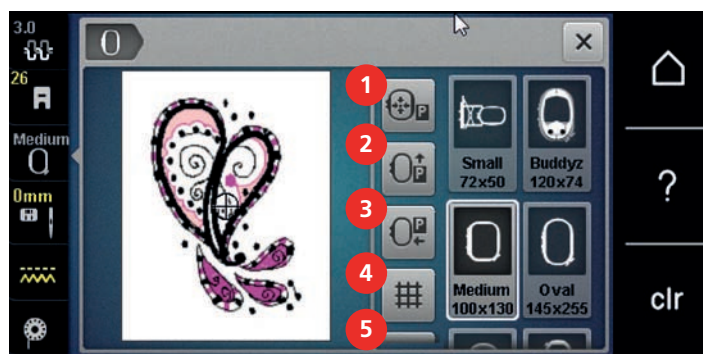 3.0
26
Medium
0mm
1
P
2
P
3
P
4
5
Small
72x50
Buddyz
120x74
Medium
100x130
Oval
145x255
?
clr